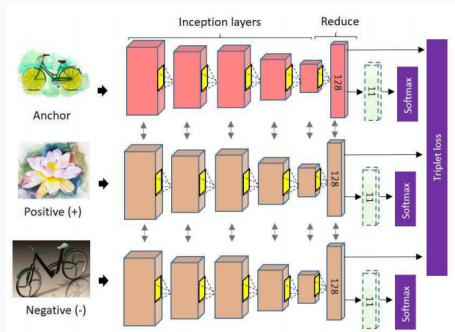 Inception layers
Reduce
Anchor
128
11
Softmax
Positive (+)
128
11
Softmax
Negative (-)
128
11
Softmax
Triplet loss